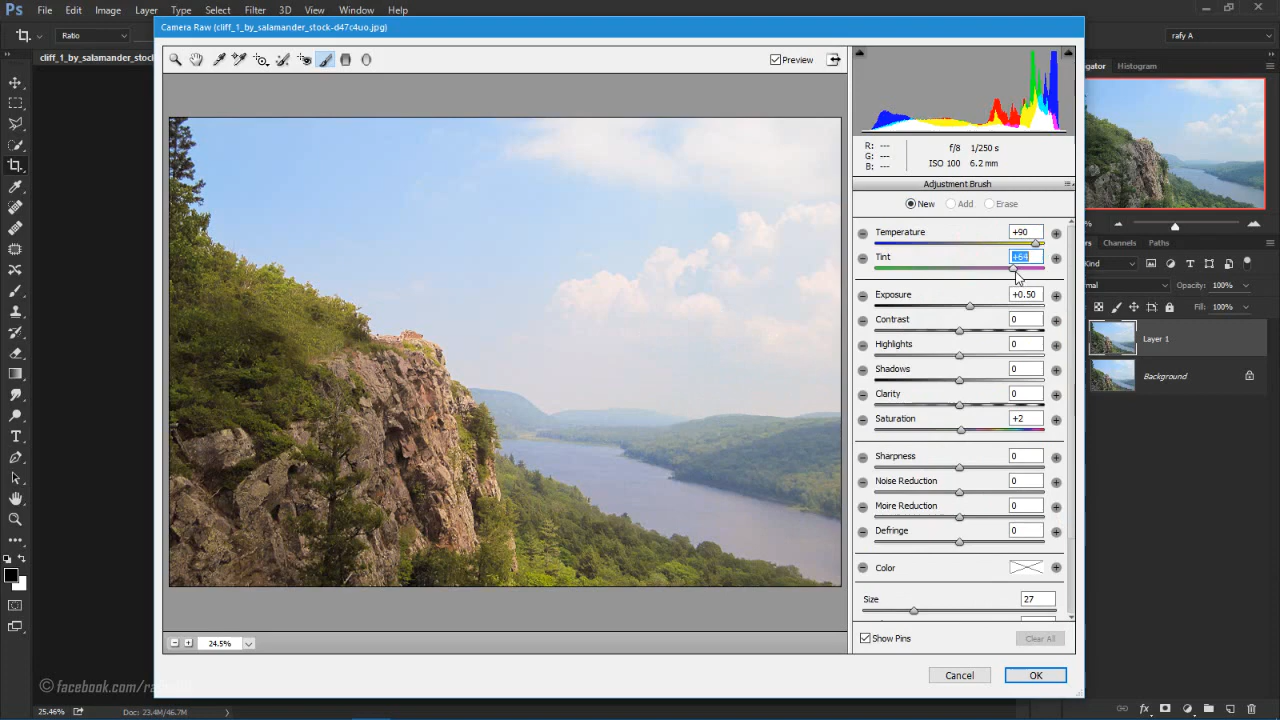 Ps File Edit Image Layer Type Select Filter 3D View Window Help
Camera Raw (cliff_1_by_salamander_stock-d47c4uo.jpg)
Ratio
rafy A
cliff_1_by_salamander_stock
Preview
Histogram
R: ---
G: ---
B: ---
f/8 1/250 s
ISO 100 6.2 mm
Adjustment Brush
New Add Erase
Temperature +90
Tint +64
Exposure +0.50
Contrast 0
Highlights 0
Shadows 0
Clarity 0
Saturation +2
Sharpness 0
Noise Reduction 0
Moire Reduction 0
Defringe 0
Color
Size 27
Show Pins Clear All
Cancel OK
24.5%
%
Channels Paths
Kind
Opacity: 100%
Fill: 100%
Layer 1
Background
© facebook.com/
25.46% Doc: 23.4M/46.7M